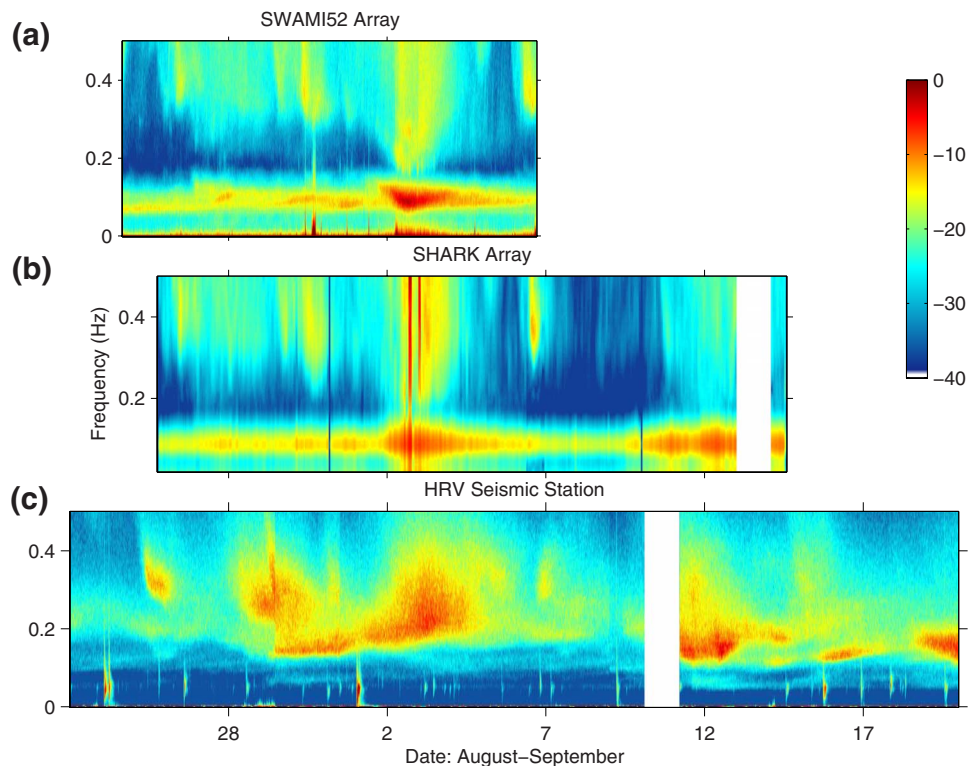 (a)
SWAMI52 Array
0.4
0.2
0
0
−10
−20
−30
−40
(b)
SHARK Array
0.4
0.2
Frequency (Hz)
(c)
HRV Seismic Station
0.4
0.2
0
28
2
7
12
17
Date: August−September